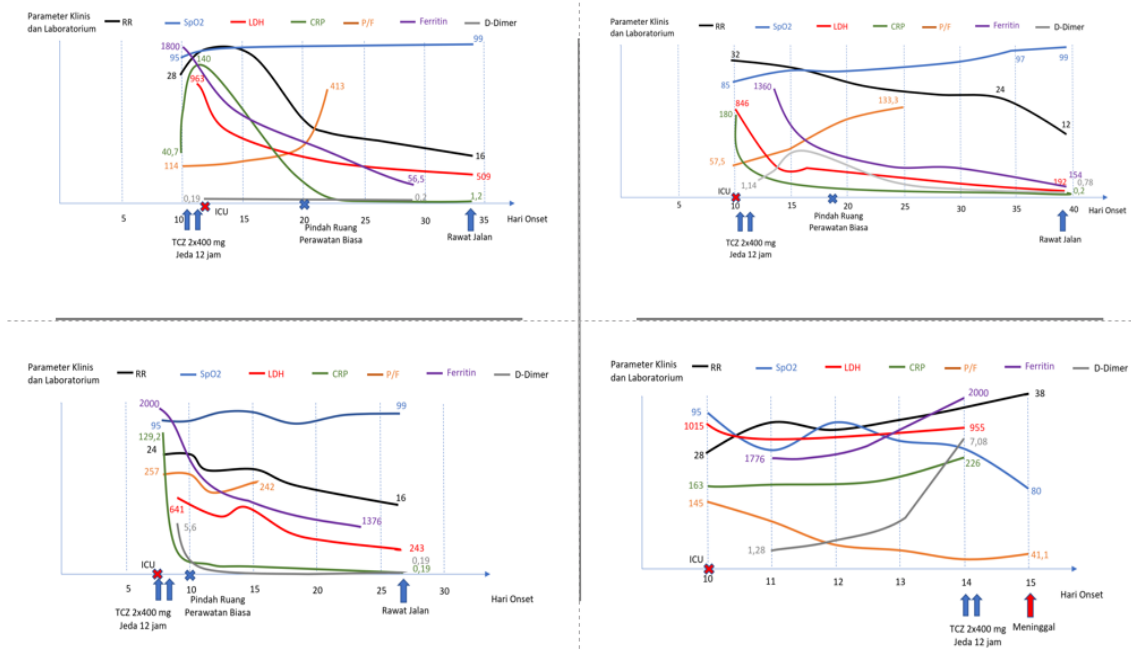 Parameter Klinis
dan Laboratorium
RR SpO2 LDH CRP P/F Ferritin D-Dimer
1800
95
140
28
963
413
99
40,7
114
0,19
16
509
56,5
0,2
1,2
ICU
5 10 15 20 25 30 35 Hari Onset
TCZ 2x400 mg
Jeda 12 jam
Pindah Ruang
Perawatan Biasa
Rawat Jalan
Parameter Klinis
dan Laboratorium
RR SpO2 LDH CRP P/F Ferritin D-Dimer
32
85
1360
846
180
133,3
97
99
24
12
57,5
1,14
154
192
0,78
0,2
ICU
5 10 15 20 25 30 35 40 Hari Onset
TCZ 2x400 mg
Jeda 12 jam
Pindah Ruang
Perawatan Biasa
Rawat Jalan
Parameter Klinis
dan Laboratorium
RR SpO2 LDH CRP P/F Ferritin D-Dimer
2000
95
129,2
24
257
641
5,6
242
99
16
1376
243
0,19
0,19
ICU
5 10 15 20 25 30 Hari Onset
TCZ 2x400 mg
Jeda 12 jam
Pindah Ruang
Perawatan Biasa
Rawat Jalan
Parameter Klinis
dan Laboratorium
RR SpO2 LDH CRP P/F Ferritin D-Dimer
95
1015
28
1776
163
145
1,28
2000
38
955
7,08
226
80
41,1
ICU
10 11 12 13 14 15 Hari Onset
TCZ 2x400 mg
Jeda 12 jam
Meninggal